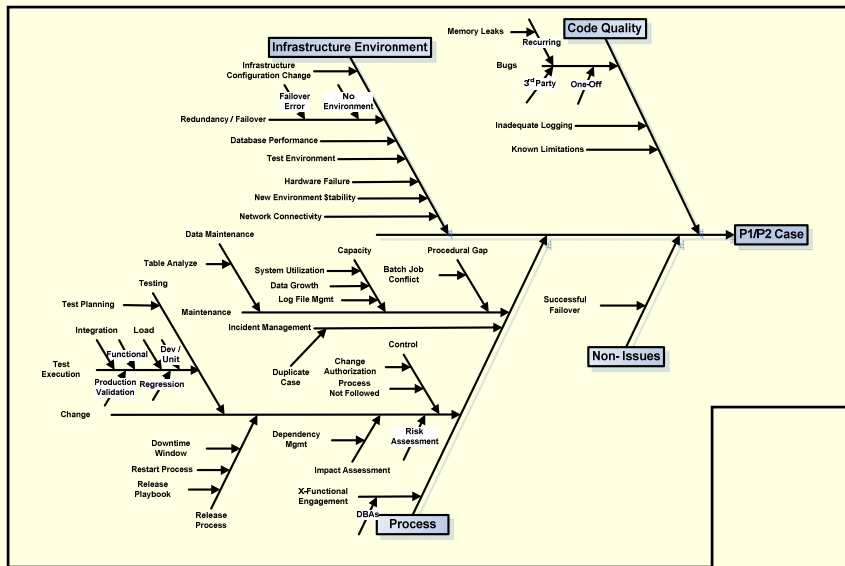 Code Quality
Memory Leaks
Recurring
Bugs
3rd Party
One-Off
Inadequate Logging
Known Limitations
Infrastructure Environment
Infrastructure
Configuration Change
Failover
Error
No
Environment
Redundancy / Failover
Database Performance
Test Environment
Hardware Failure
New Environment Stability
Network Connectivity
P1/P2 Case
Data Maintenance
Table Analyze
Capacity
System Utilization
Data Growth
Log File Mgmt
Procedural Gap
Batch Job
Conflict
Maintenance
Incident Management
Duplicate
Case
Testing
Test Planning
Integration
Functional
Load
Dev /
Unit
Test
Execution
Production
Validation
Regression
Control
Change
Authorization
Process
Not Followed
Change
Downtime
Window
Restart Process
Release
Playbook
Release
Process
Dependency
Mgmt
Impact Assessment
Risk
Assessment
X-Functional
Engagement
DBAs
Process
Successful
Failover
Non- Issues